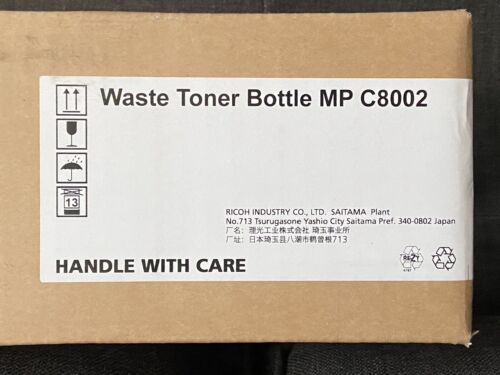 Waste Toner Bottle MP C8002
13
RICOH INDUSTRY CO., LTD. SAITAMA Plant
No.713 Tsurugasone Yashio City Saitama Pref. 340-0802 Japan
厂名: 理光工业株式会社 琦玉事业所
厂址: 日本琦玉县八潮市鹤曾根713
HANDLE WITH CARE